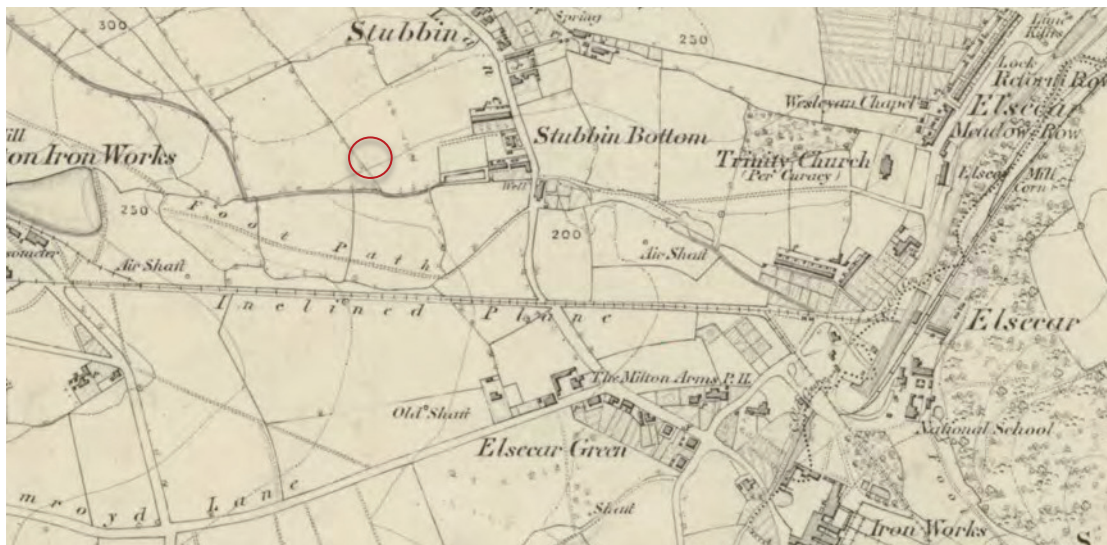 300
Stubbin
Spring
250
Lime
Kilns
Lock
Return Row
Wesleyan Chapel
Elsecar
Meadow Row
Stubbin Bottom
Trinity Church
(Per. Curacy)
Iron Works
Well
Mill
Corn
250
Foot Path
200
Air Shaft
Air Shaft
Inclined Plane
Elsecar
The Milton Arms P.H.
Old Shaft
National School
Elsecar Green
Lane
Shaft
Iron Works
S